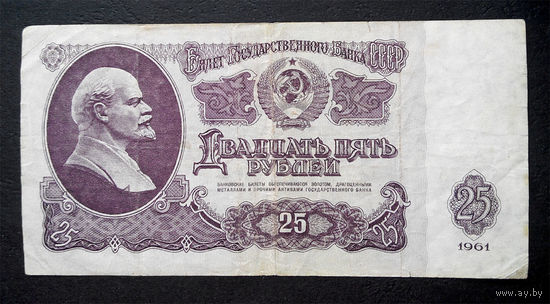 Билет Государственного Банка СССР
Двадцать пять
рублей
БАНКОВСКИЕ БИЛЕТЫ ОБЕСПЕЧИВАЮТСЯ ЗОЛОТОМ, ДРАГОЦЕННЫМИ
МЕТАЛЛАМИ И ПРОЧИМИ АКТИВАМИ ГОСУДАРСТВЕННОГО БАНКА
25 25 25 25
1961
ay.by